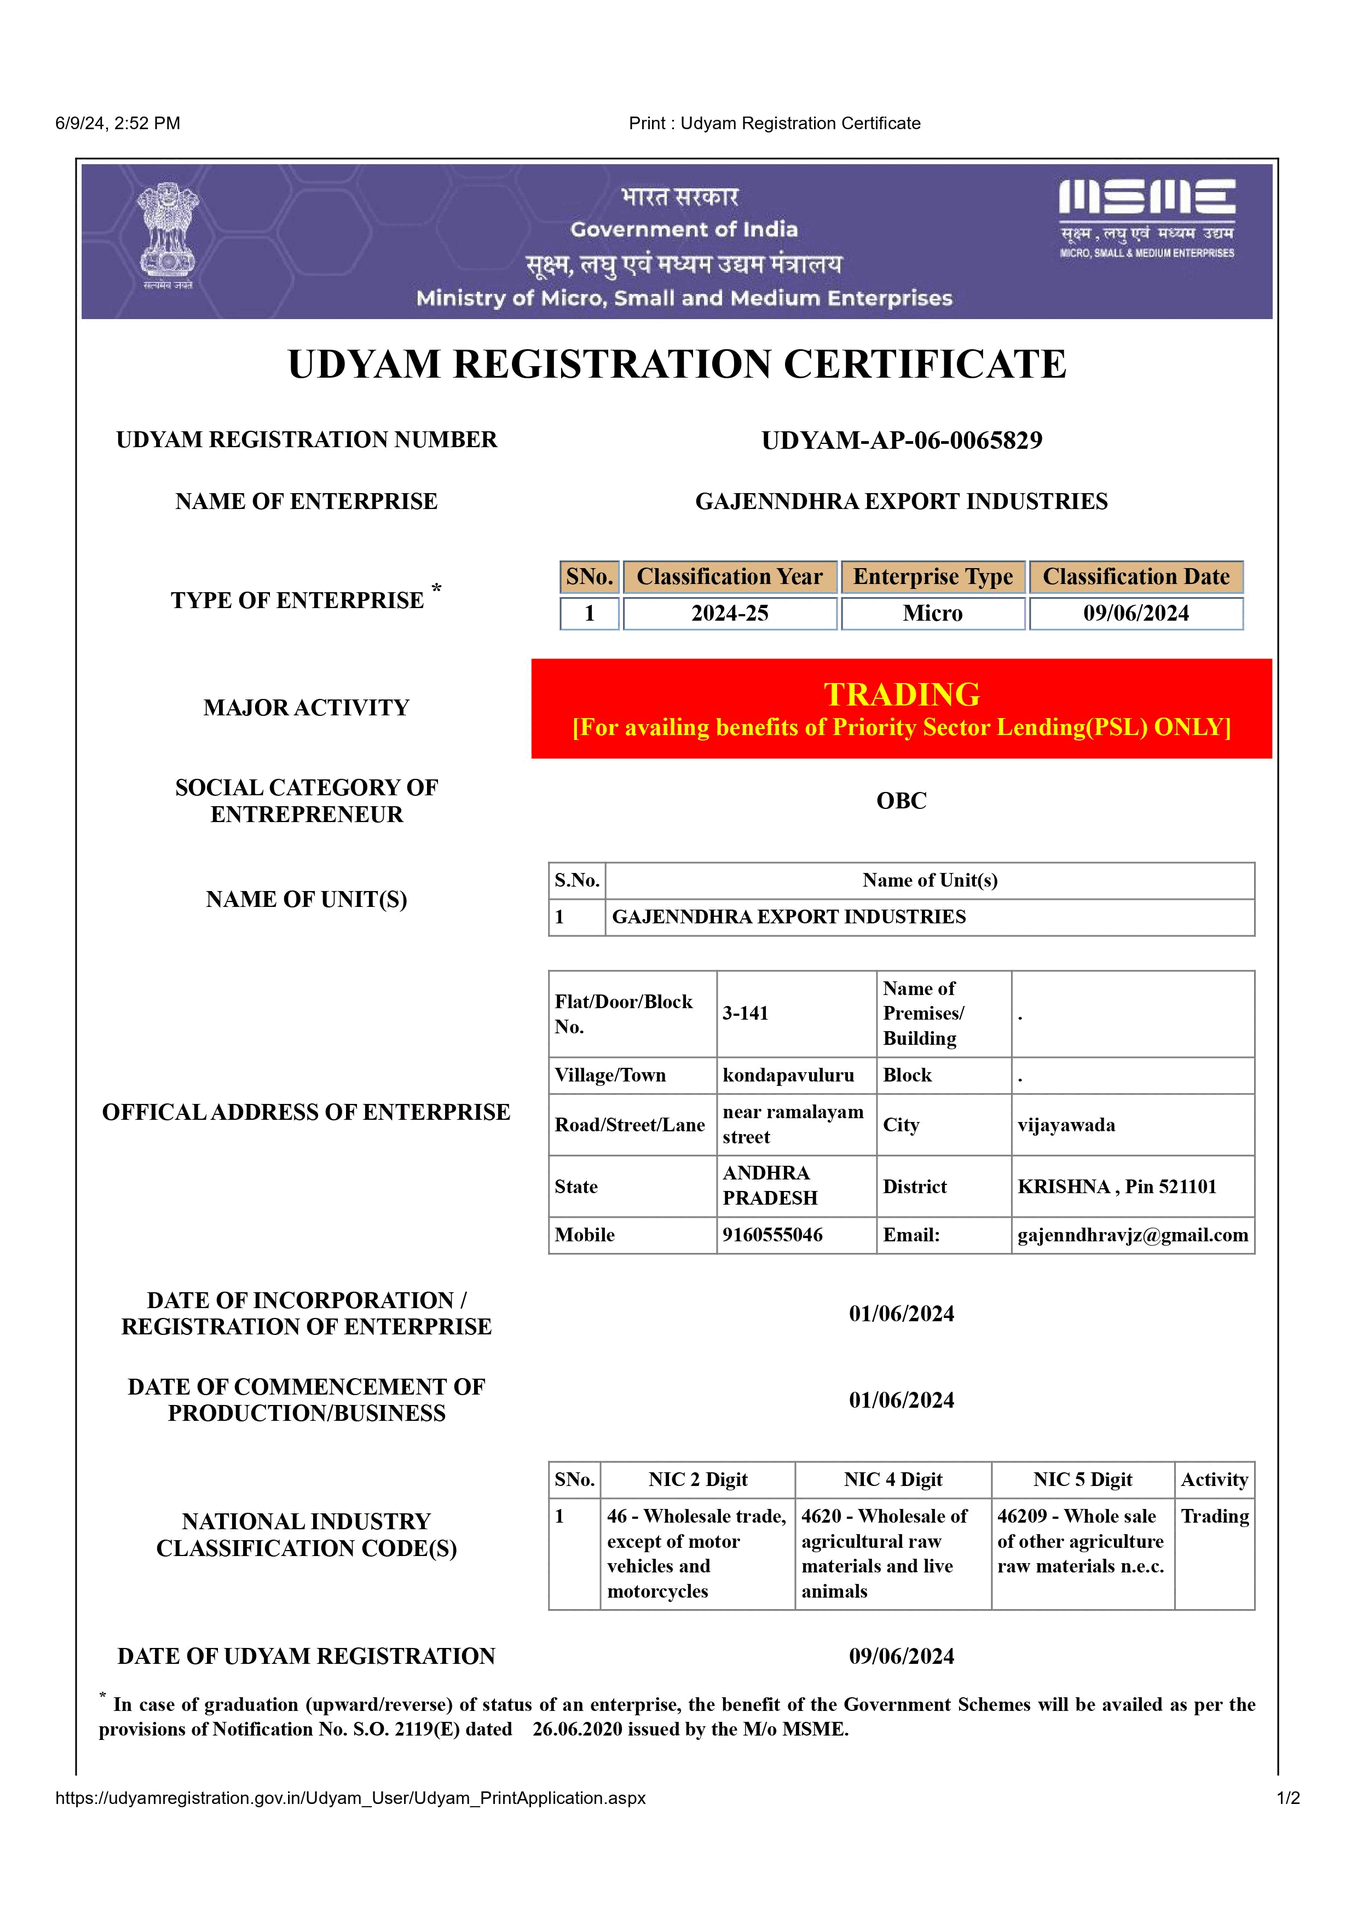 6/9/24, 2:52 PM
Print : Udyam Registration Certificate
भारत सरकार
Government of India
सूक्ष्म, लघु एवं मध्यम उद्यम मंत्रालय
Ministry of Micro, Small and Medium Enterprises
सत्यमेव जयते
MSME
सूक्ष्म , लघु एवं मध्यम उद्यम
MICRO, SMALL & MEDIUM ENTERPRISES
UDYAM REGISTRATION CERTIFICATE
UDYAM REGISTRATION NUMBER
UDYAM-AP-06-0065829
NAME OF ENTERPRISE
GAJENNDHRA EXPORT INDUSTRIES
TYPE OF ENTERPRISE *
SNo. Classification Year Enterprise Type Classification Date
1 2024-25 Micro 09/06/2024
MAJOR ACTIVITY
TRADING
[For availing benefits of Priority Sector Lending(PSL) ONLY]
SOCIAL CATEGORY OF
ENTREPRENEUR
OBC
NAME OF UNIT(S)
S.No. Name of Unit(s)
1 GAJENNDHRA EXPORT INDUSTRIES
OFFICAL ADDRESS OF ENTERPRISE
Flat/Door/Block
No.
3-141
Name of
Premises/
Building
.
Village/Town kondapavuluru Block .
Road/Street/Lane
near ramalayam
street
City vijayawada
State
ANDHRA
PRADESH
District KRISHNA , Pin 521101
Mobile 9160555046 Email: gajenndhravjz@gmail.com
DATE OF INCORPORATION /
REGISTRATION OF ENTERPRISE
01/06/2024
DATE OF COMMENCEMENT OF
PRODUCTION/BUSINESS
01/06/2024
NATIONAL INDUSTRY
CLASSIFICATION CODE(S)
SNo. NIC 2 Digit NIC 4 Digit NIC 5 Digit Activity
1
46 - Wholesale trade,
except of motor
vehicles and
motorcycles
4620 - Wholesale of
agricultural raw
materials and live
animals
46209 - Whole sale
of other agriculture
raw materials n.e.c.
Trading
DATE OF UDYAM REGISTRATION
09/06/2024
* In case of graduation (upward/reverse) of status of an enterprise, the benefit of the Government Schemes will be availed as per the
provisions of Notification No. S.O. 2119(E) dated 26.06.2020 issued by the M/o MSME.
https://udyamregistration.gov.in/Udyam_User/Udyam_PrintApplication.aspx
1/2